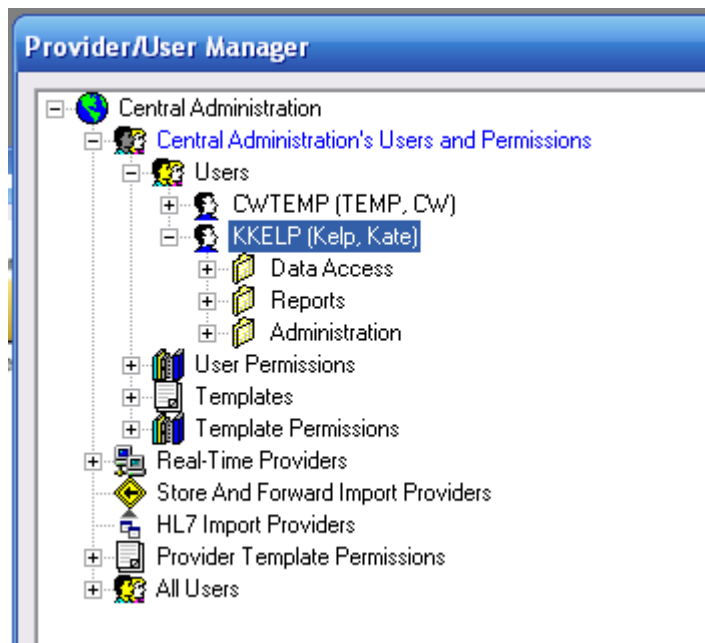 Provider/User Manager
Central Administration
Central Administration's Users and Permissions
Users
CWTEMP (TEMP, CW)
KKELP (Kelp, Kate)
Data Access
Reports
Administration
User Permissions
Templates
Template Permissions
Real-Time Providers
Store And Forward Import Providers
HL7 Import Providers
Provider Template Permissions
All Users